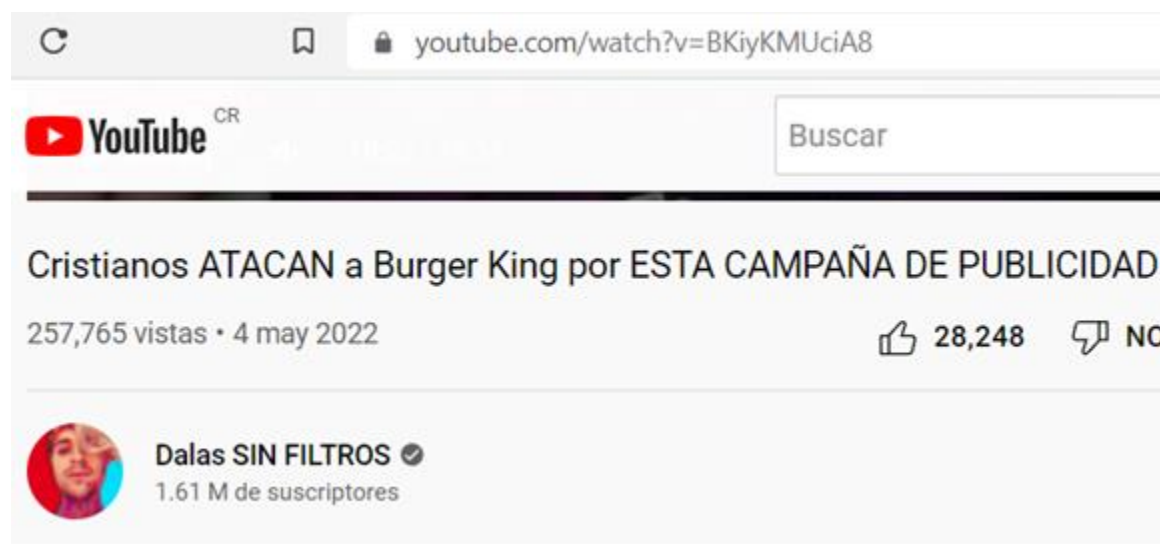 youtube.com/watch?v=BKiyKMUciA8
YouTube CR
Buscar
Cristianos ATACAN a Burger King por ESTA CAMPAÑA DE PUBLICIDAD
257,765 vistas • 4 may 2022 28,248 NO
Dalas SIN FILTROS
1.61 M de suscriptores